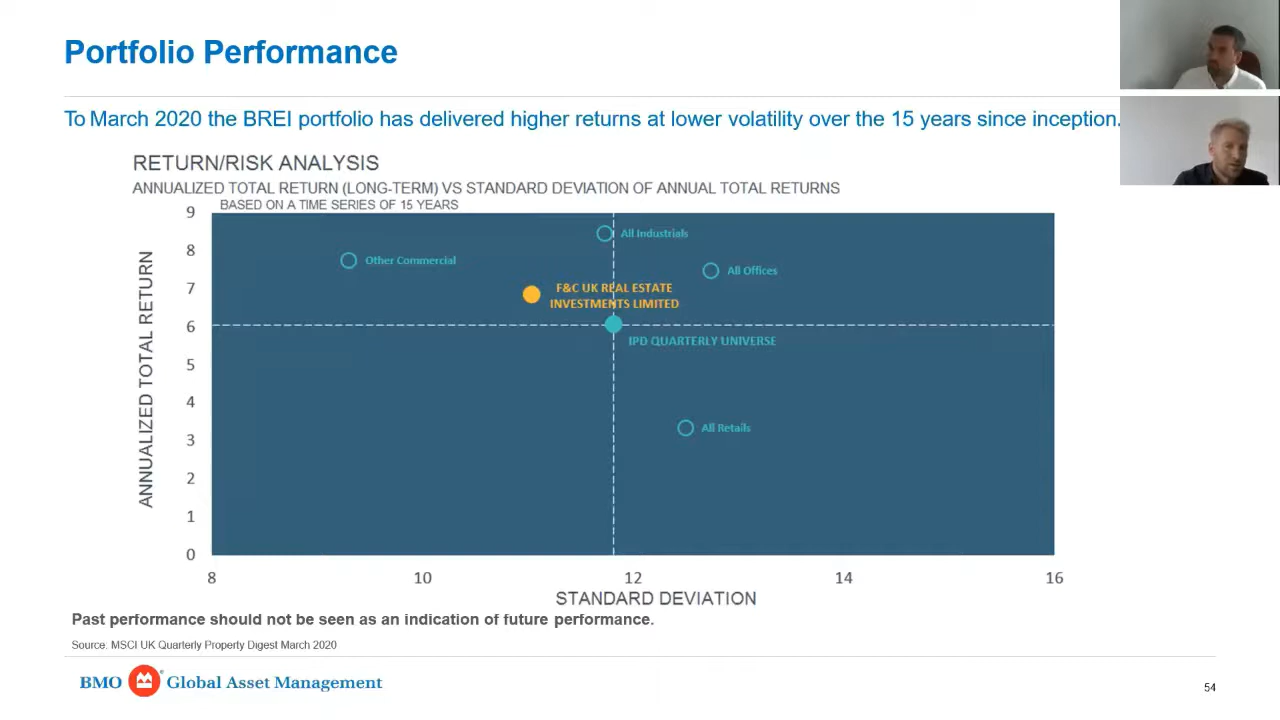 Portfolio Performance
To March 2020 the BREI portfolio has delivered higher returns at lower volatility over the 15 years since inception.
RETURN/RISK ANALYSIS
ANNUALIZED TOTAL RETURN (LONG-TERM) VS STANDARD DEVIATION OF ANNUAL TOTAL RETURNS
BASED ON A TIME SERIES OF 15 YEARS
ANNUALIZED TOTAL RETURN
9
8
7
6
5
4
3
2
1
0
All Industrials
Other Commercial
All Offices
F&C UK REAL ESTATE
INVESTMENTS LIMITED
IPD QUARTERLY UNIVERSE
All Retails
8 10 12 14 16
STANDARD DEVIATION
Past performance should not be seen as an indication of future performance.
Source: MSCI UK Quarterly Property Digest March 2020
BMO Global Asset Management
54